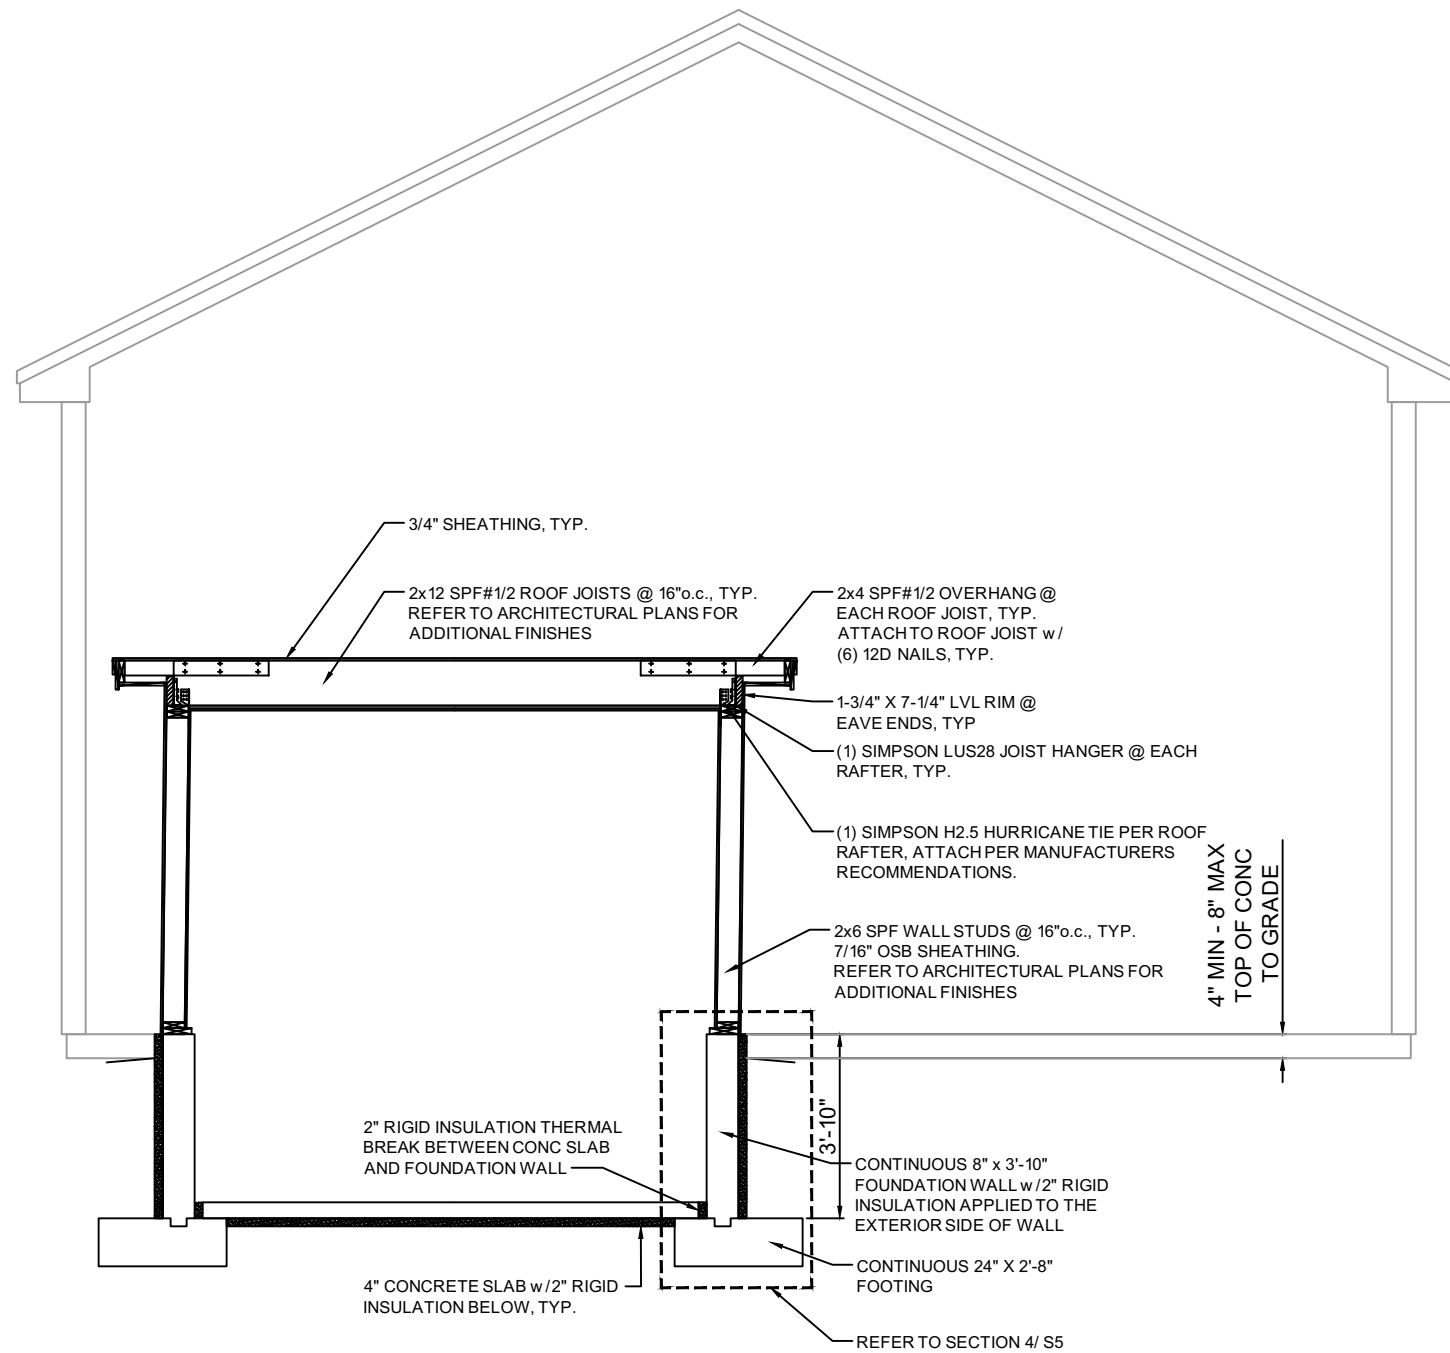 3/4" SHEATHING, TYP.
2x12 SPF#1/2 ROOF JOISTS @ 16"o.c., TYP.
REFER TO ARCHITECTURAL PLANS FOR
ADDITIONAL FINISHES
2x4 SPF#1/2 OVERHANG @
EACH ROOF JOIST, TYP.
ATTACH TO ROOF JOIST w/
(6) 12D NAILS, TYP.
1-3/4" X 7-1/4" LVL RIM @
EAVE ENDS, TYP
(1) SIMPSON LUS28 JOIST HANGER @ EACH
RAFTER, TYP.
(1) SIMPSON H2.5 HURRICANE TIE PER ROOF
RAFTER, ATTACH PER MANUFACTURERS
RECOMMENDATIONS.
4" MIN - 8" MAX
TOP OF CONC
TO GRADE
2x6 SPF WALL STUDS @ 16"o.c., TYP.
7/16" OSB SHEATHING.
REFER TO ARCHITECTURAL PLANS FOR
ADDITIONAL FINISHES
3'-10"
2" RIGID INSULATION THERMAL
BREAK BETWEEN CONC SLAB
AND FOUNDATION WALL
CONTINUOUS 8" x 3'-10"
FOUNDATION WALL w/2" RIGID
INSULATION APPLIED TO THE
EXTERIOR SIDE OF WALL
CONTINUOUS 24" X 2'-8"
FOOTING
4" CONCRETE SLAB w/2" RIGID
INSULATION BELOW, TYP.
REFER TO SECTION 4/ S5